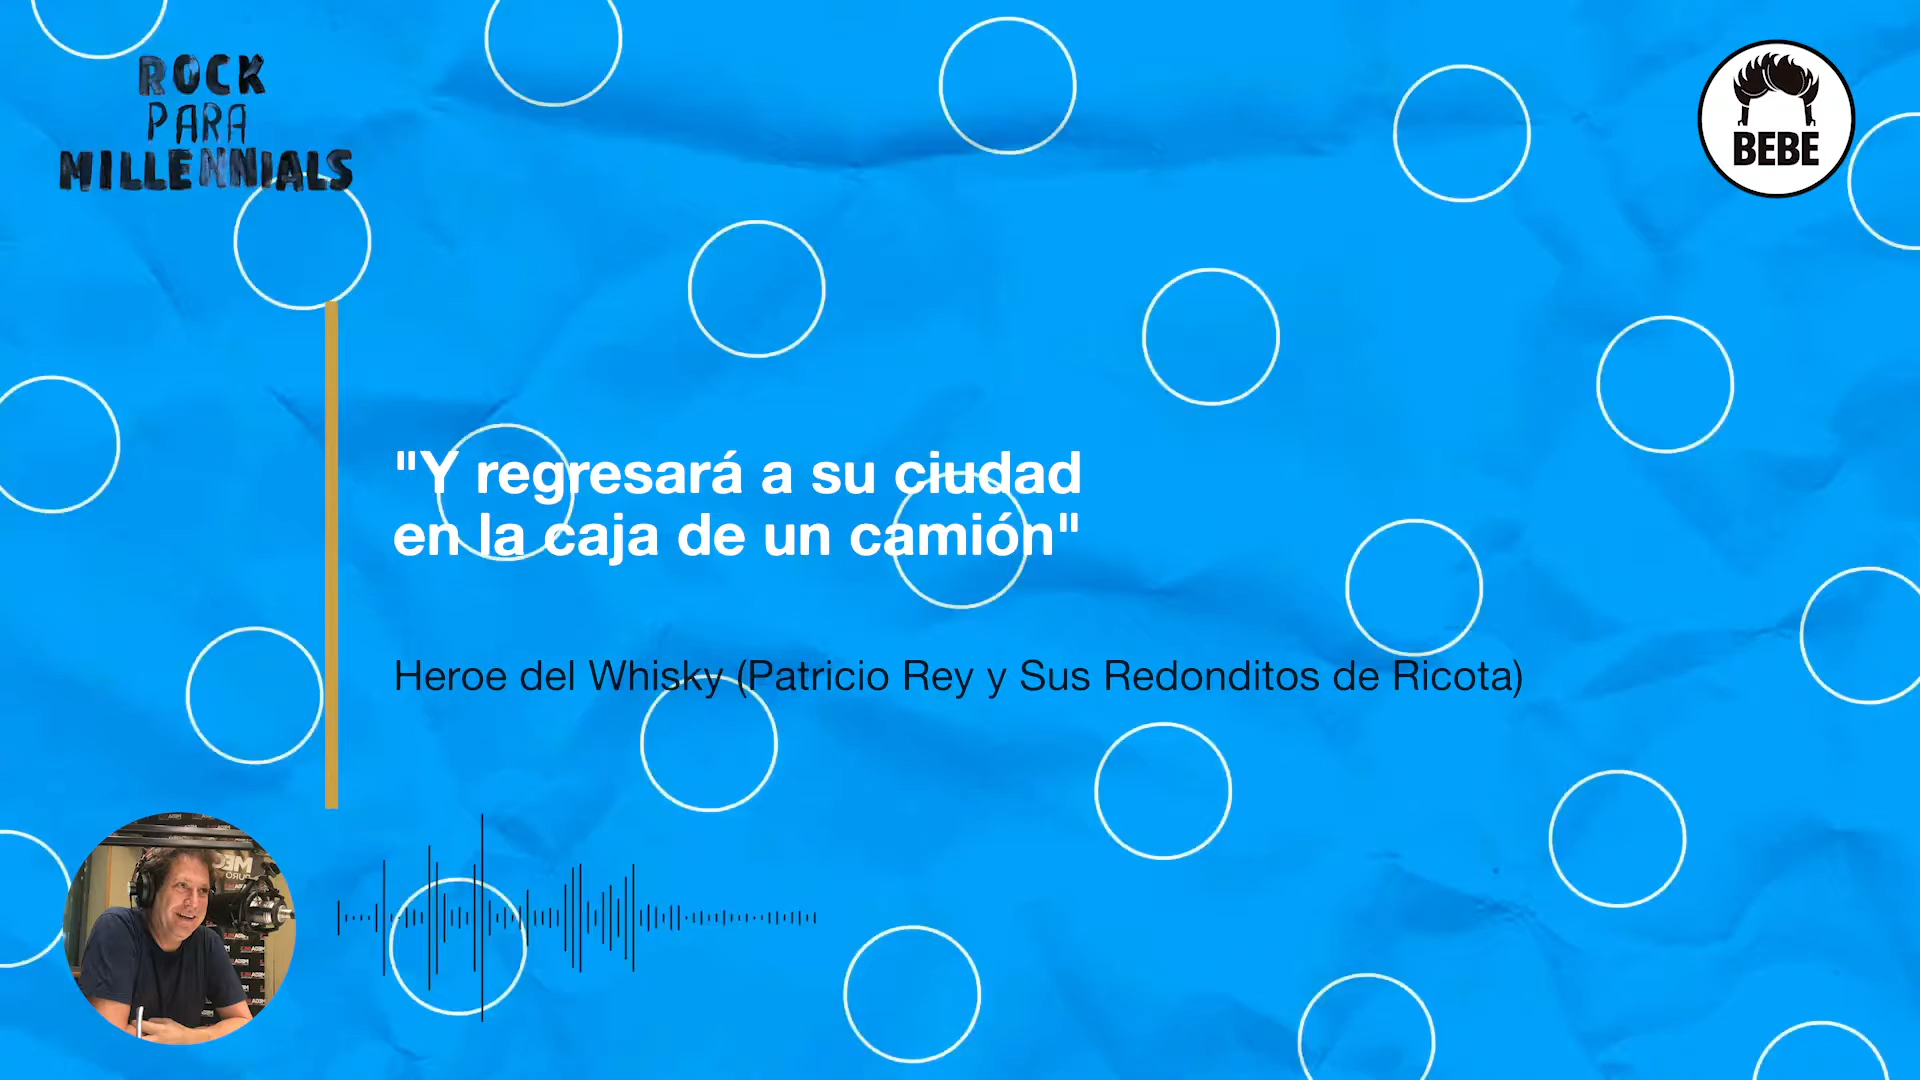 ROCK
PARA
MILLENNIALS
BEBE
"Y regresará a su ciudad
en la caja de un camión"
Heroe del Whisky (Patricio Rey y Sus Redonditos de Ricota)